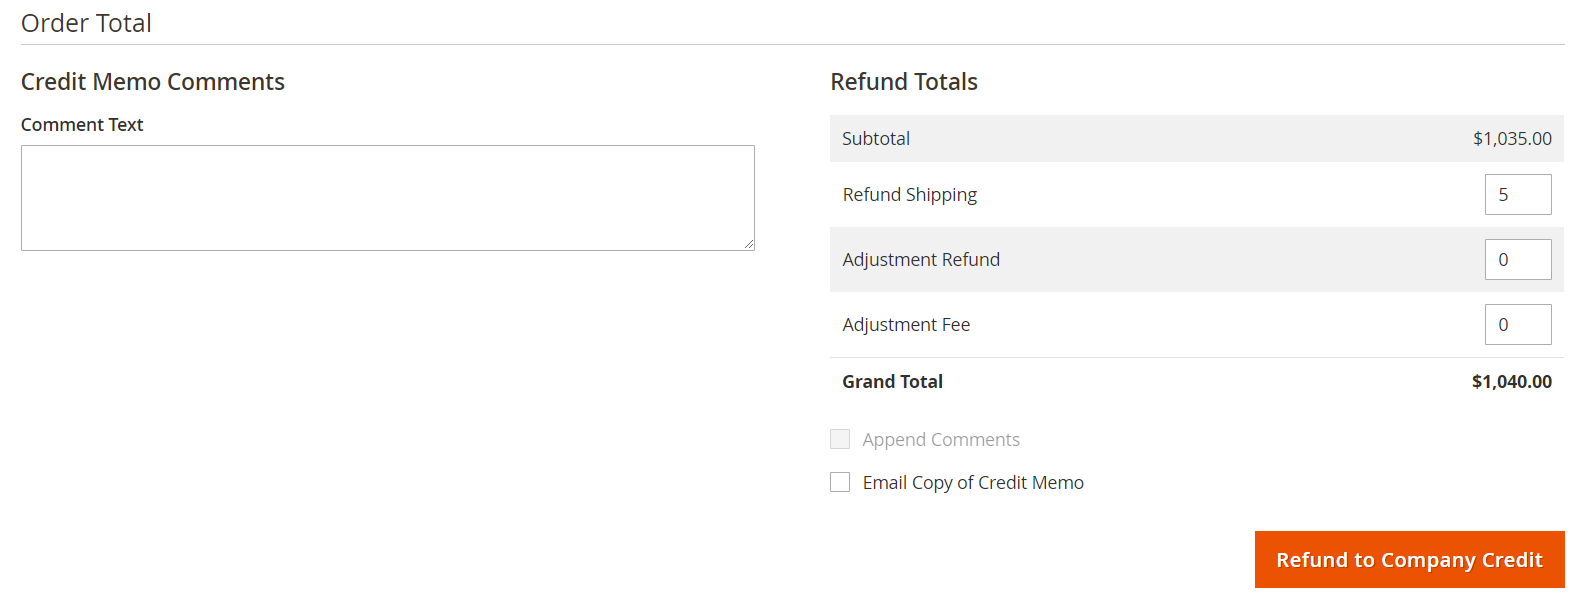 Order Total
Credit Memo Comments
Comment Text
Refund Totals
Subtotal $1,035.00
Refund Shipping 5
Adjustment Refund 0
Adjustment Fee 0
Grand Total $1,040.00
Append Comments
Email Copy of Credit Memo
Refund to Company Credit